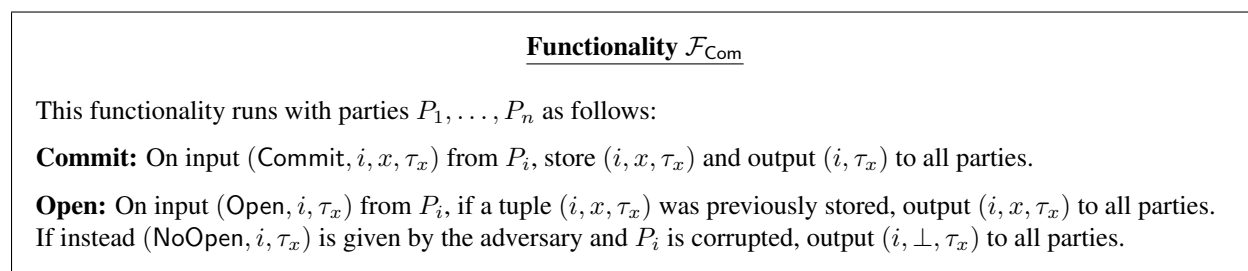 Functionality F_Com
This functionality runs with parties P_1, . . . , P_n as follows:
Commit: On input (Commit, i, x, τ_x) from P_i, store (i, x, τ_x) and output (i, τ_x) to all parties.
Open: On input (Open, i, τ_x) from P_i, if a tuple (i, x, τ_x) was previously stored, output (i, x, τ_x) to all parties.
If instead (NoOpen, i, τ_x) is given by the adversary and P_i is corrupted, output (i, ⊥, τ_x) to all parties.